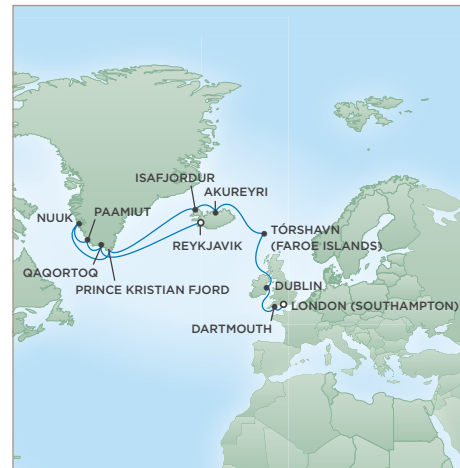 ISAFJORDUR
AKUREYRI
NUUK
PAAMIUT
REYKJAVIK
TÓRSHAVN
(FAROE ISLANDS)
QAQORTOQ
PRINCE KRISTIAN FJORD
DUBLIN
LONDON (SOUTHAMPTON)
DARTMOUTH